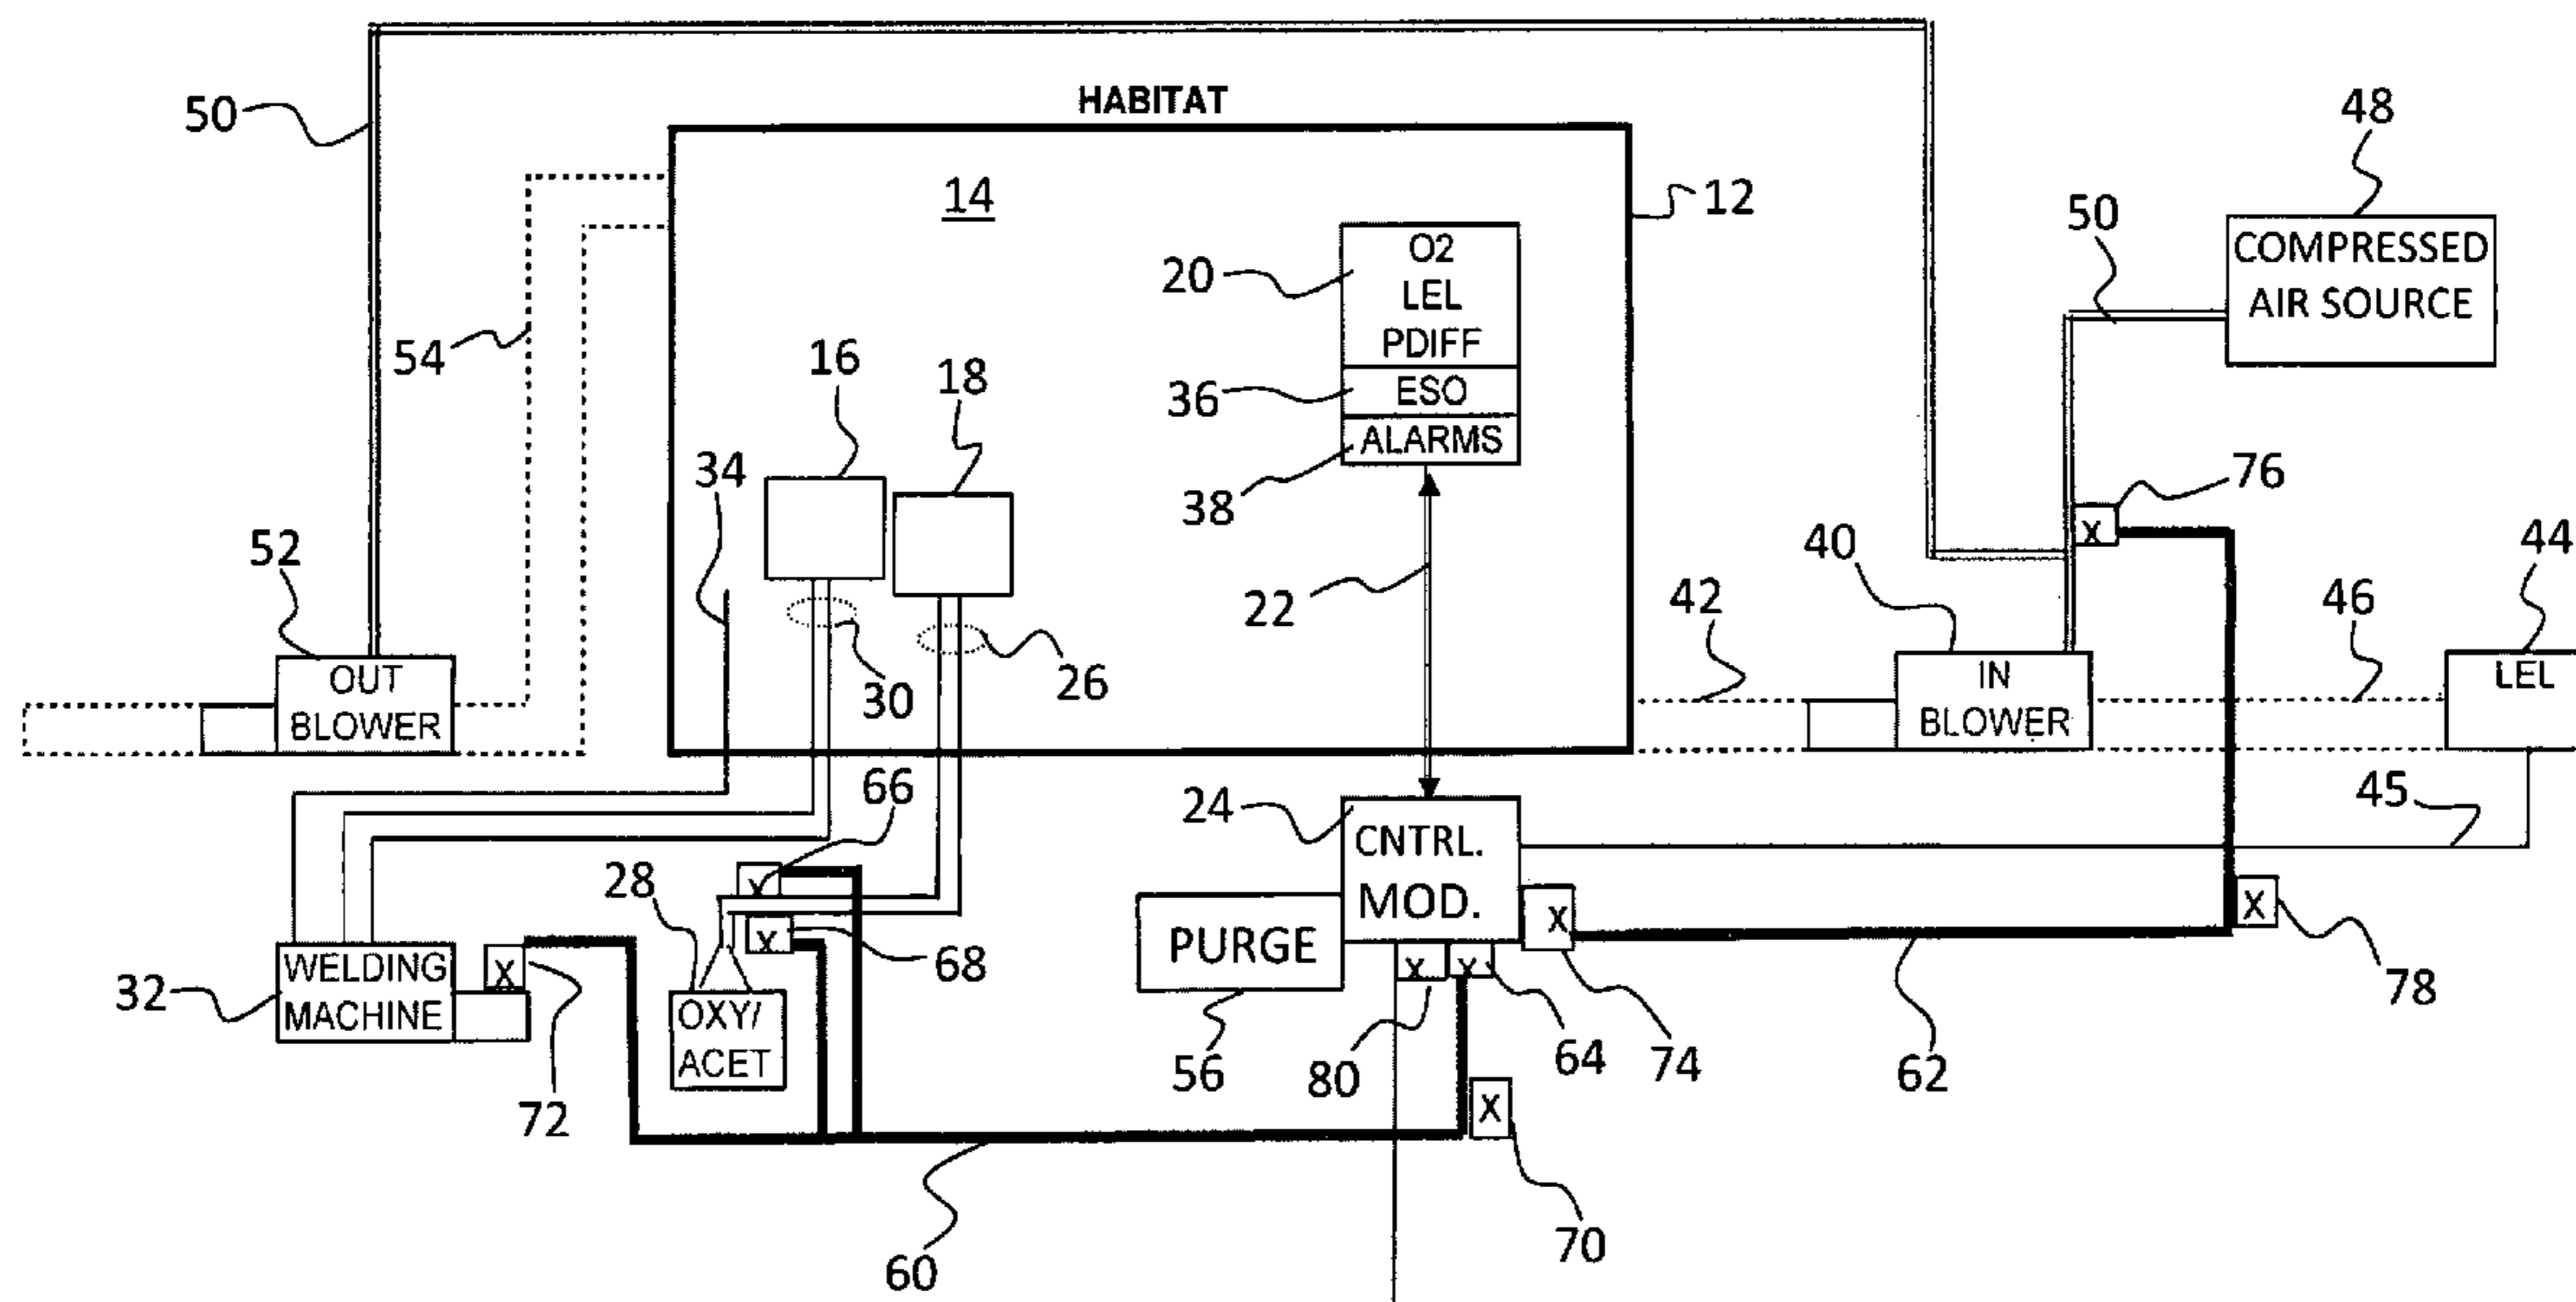 HABITAT
50
14
12
48
50
COMPRESSED
AIR SOURCE
O2
LEL
PDIFF
20
54
16
18
36
ESO
ALARMS
38
34
76
X
52
40
44
22
42
46
OUT
BLOWER
30
26
IN
BLOWER
LEL
66
24
45
CNTRL.
MOD.
28
X
X
68
X
PURGE
X
78
32
WELDING
MACHINE
X
72
OXY/
ACET
X
X
56
80
64
74
62
X
70
60